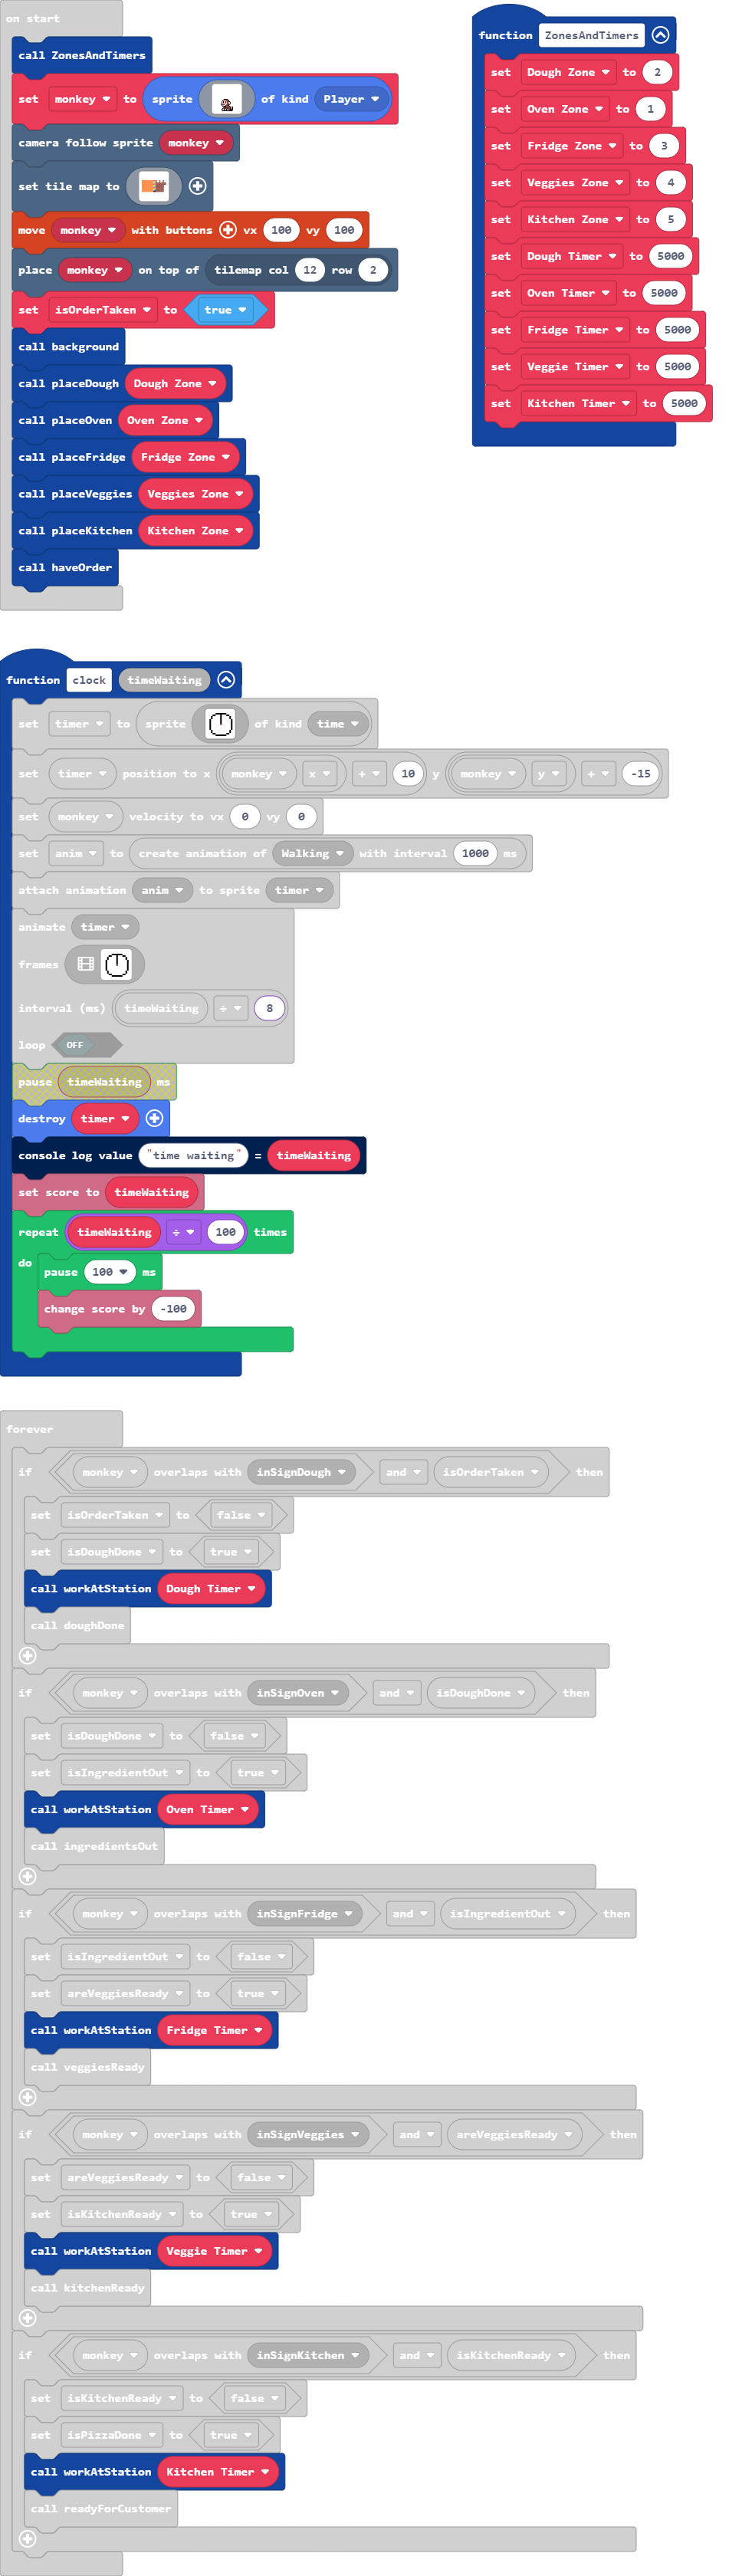 on start
call ZonesAndTimers
set monkey to sprite of kind Player
camera follow sprite monkey
set tile map to
move monkey with buttons vx 100 vy 100
place monkey on top of tilemap col 12 row 2
set isOrderTaken to true
call background
call placeDough Dough Zone
call placeOven Oven Zone
call placeFridge Fridge Zone
call placeVeggies Veggies Zone
call placeKitchen Kitchen Zone
call haveOrder
function ZonesAndTimers
set Dough Zone to 2
set Oven Zone to 1
set Fridge Zone to 3
set Veggies Zone to 4
set Kitchen Zone to 5
set Dough Timer to 5000
set Oven Timer to 5000
set Fridge Timer to 5000
set Veggie Timer to 5000
set Kitchen Timer to 5000
function clock timeWaiting
set timer to sprite of kind time
set timer position to x monkey x + 10 y monkey y + -15
set monkey velocity to vx 0 vy 0
set anim to create animation of Walking with interval 1000 ms
attach animation anim to sprite timer
animate timer
frames
interval (ms) timeWaiting ÷ 8
loop OFF
pause timeWaiting ms
destroy timer
console log value "time waiting" = timeWaiting
set score to timeWaiting
repeat timeWaiting ÷ 100 times
do
pause 100 ms
change score by -100
forever
if monkey overlaps with inSignDough and isOrderTaken then
set isOrderTaken to false
set isDoughDone to true
call workAtStation Dough Timer
call doughDone
if monkey overlaps with inSignOven and isDoughDone then
set isDoughDone to false
set isIngredientOut to true
call workAtStation Oven Timer
call ingredientsOut
if monkey overlaps with inSignFridge and isIngredientOut then
set isIngredientOut to false
set areVeggiesReady to true
call workAtStation Fridge Timer
call veggiesReady
if monkey overlaps with inSignVeggies and areVeggiesReady then
set areVeggiesReady to false
set isKitchenReady to true
call workAtStation Veggie Timer
call kitchenReady
if monkey overlaps with inSignKitchen and isKitchenReady then
set isKitchenReady to false
set isPizzaDone to true
call workAtStation Kitchen Timer
call readyForCustomer